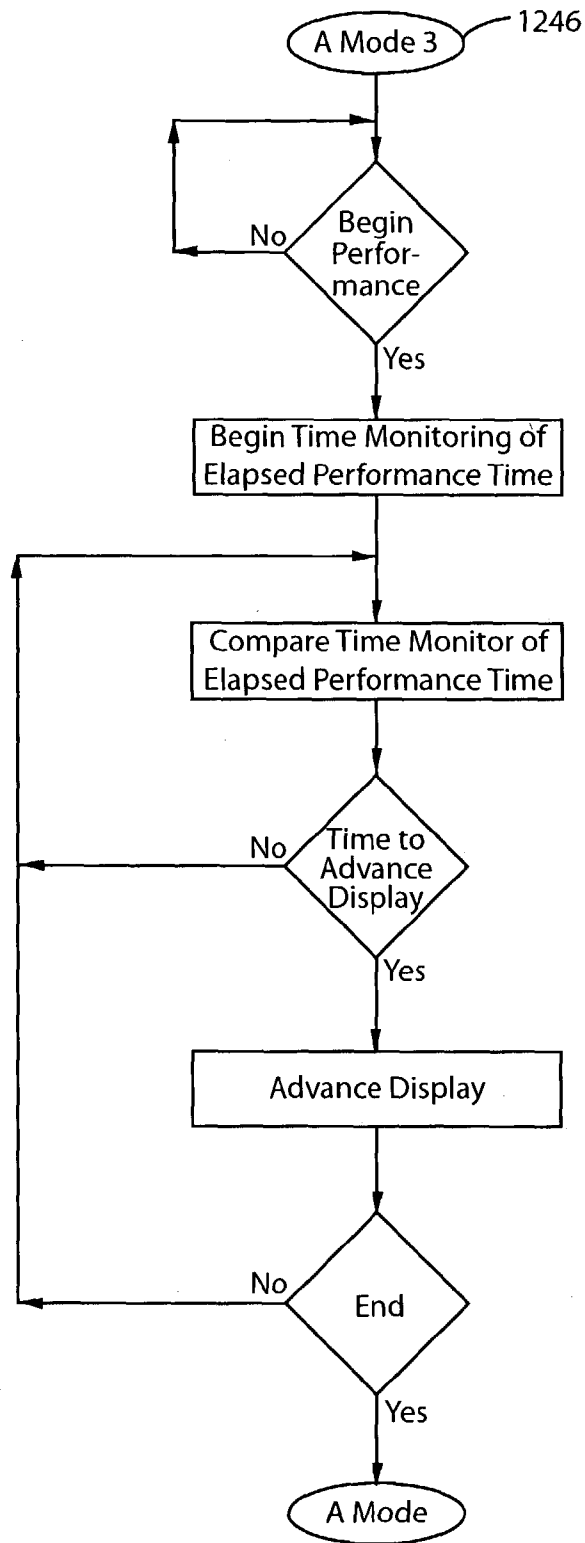 A Mode 3
1246
Begin
Perfor-
mance
No
Yes
Begin Time Monitoring of
Elapsed Performance Time
Compare Time Monitor of
Elapsed Performance Time
Time to
Advance
Display
No
Yes
Advance Display
End
No
Yes
A Mode